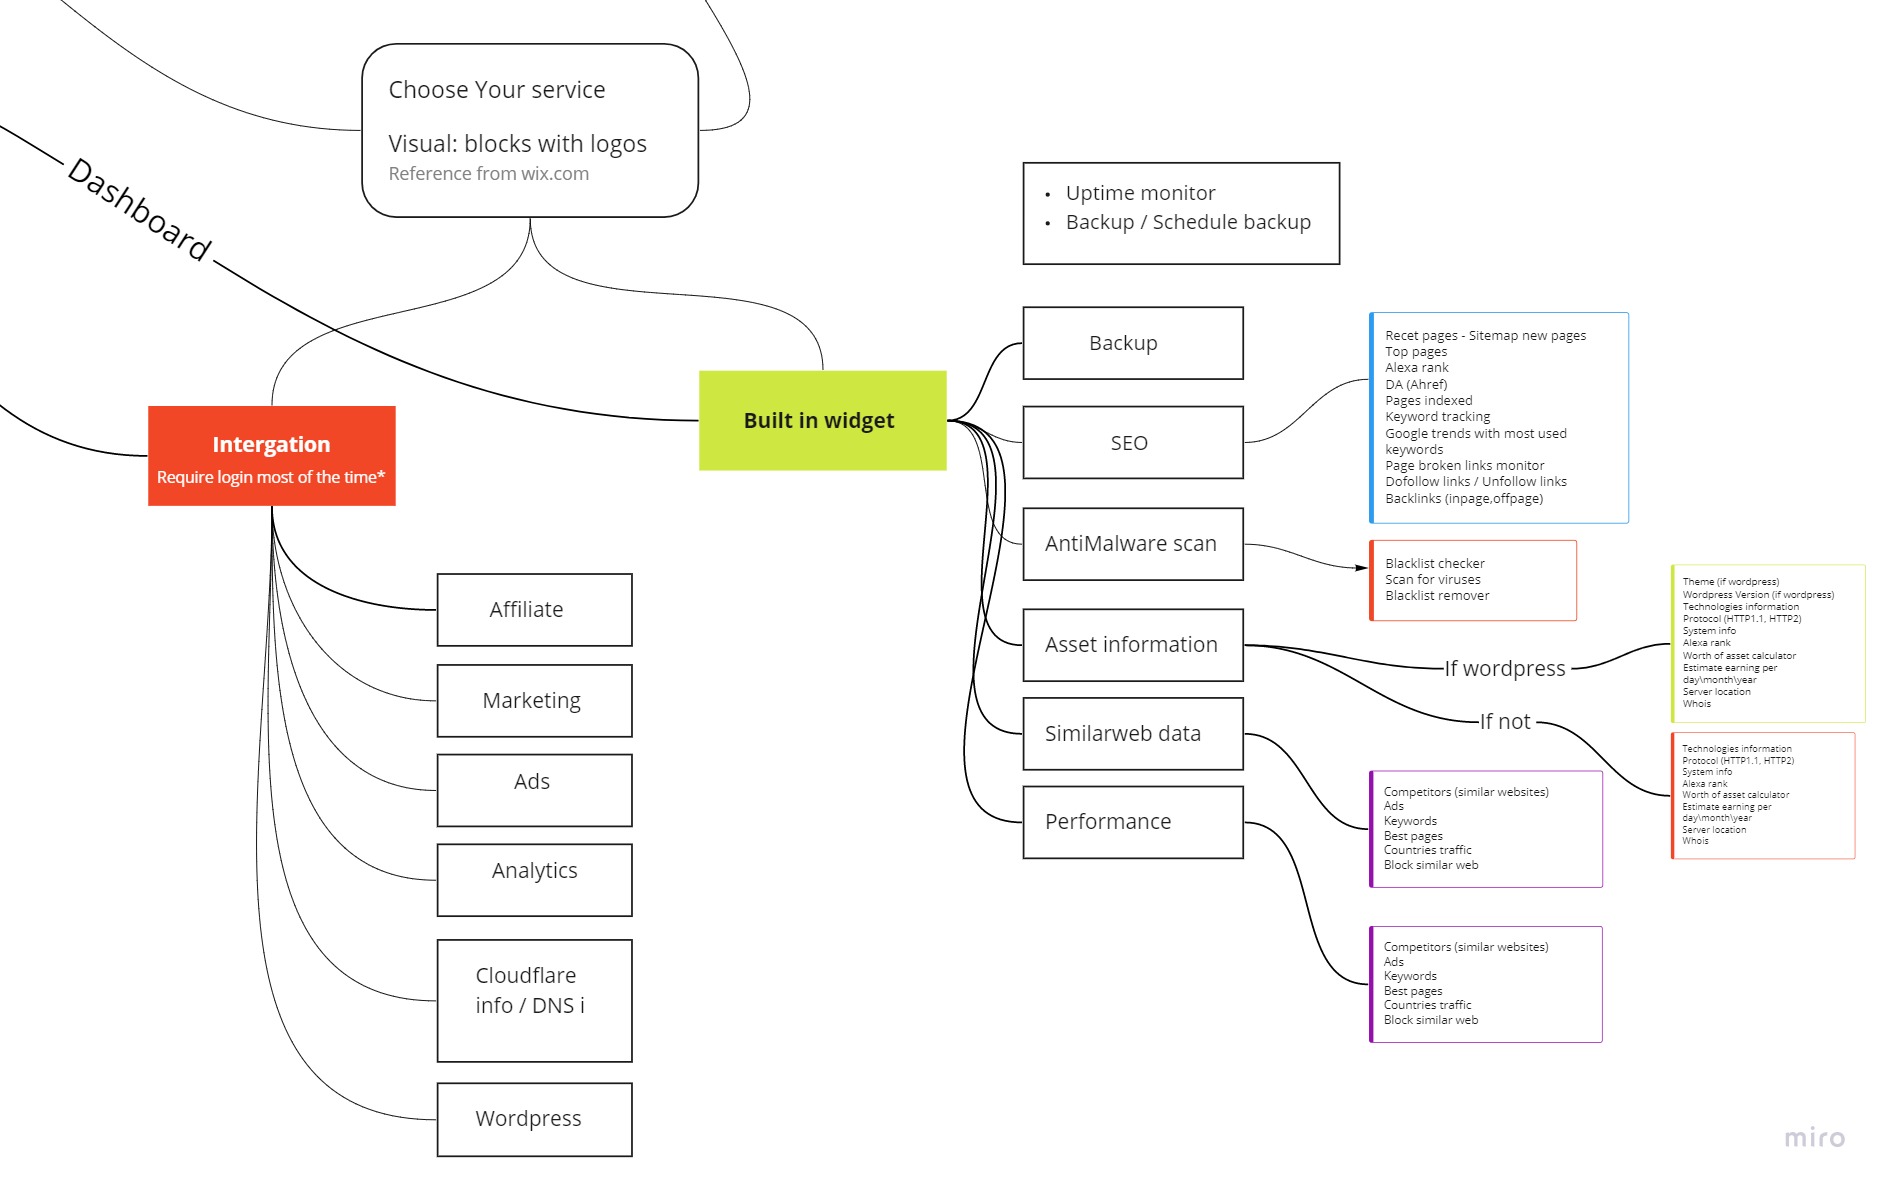 Choose Your service
Visual: blocks with logos
Reference from wix.com
Dashboard
Intergation
Require login most of the time*
Affiliate
Marketing
Ads
Analytics
Cloudflare
info / DNS i
Wordpress
Built in widget
• Uptime monitor
• Backup / Schedule backup
Backup
SEO
AntiMalware scan
Asset information
Similarweb data
Performance
Recet pages - Sitemap new pages
Top pages
Alexa rank
DA (Ahref)
Pages indexed
Keyword tracking
Google trends with most used
keywords
Page broken links monitor
Dofollow links / Unfollow links
Backlinks (inpage,offpage)
Blacklist checker
Scan for viruses
Blacklist remover
If wordpress
If not
Theme (if wordpress)
Wordpress Version (if wordpress)
Technologies information
Protocol (HTTP1.1, HTTP2)
System info
Alexa rank
Worth of asset calculator
Estimate earning per
day\month\year
Server location
Whois
Technologies information
Protocol (HTTP1.1, HTTP2)
System info
Alexa rank
Worth of asset calculator
Estimate earning per
day\month\year
Server location
Whois
Competitors (similar websites)
Ads
Keywords
Best pages
Countries traffic
Block similar web
Competitors (similar websites)
Ads
Keywords
Best pages
Countries traffic
Block similar web
miro